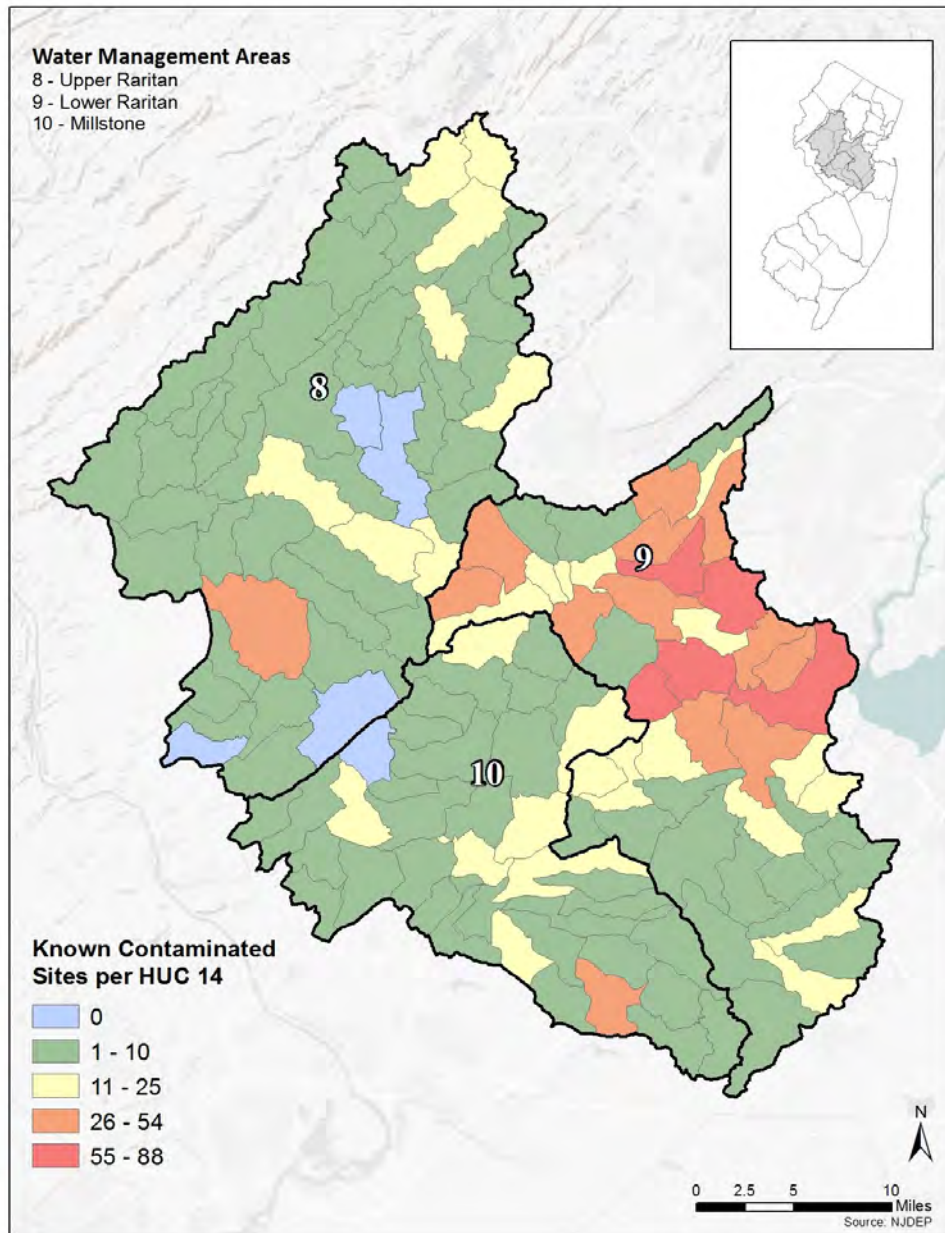 Water Management Areas
8 - Upper Raritan
9 - Lower Raritan
10 - Millstone
8
9
10
Known Contaminated
Sites per HUC 14
0
1 - 10
11 - 25
26 - 54
55 - 88
N
0 2.5 5 10
Miles
Source: NJDEP